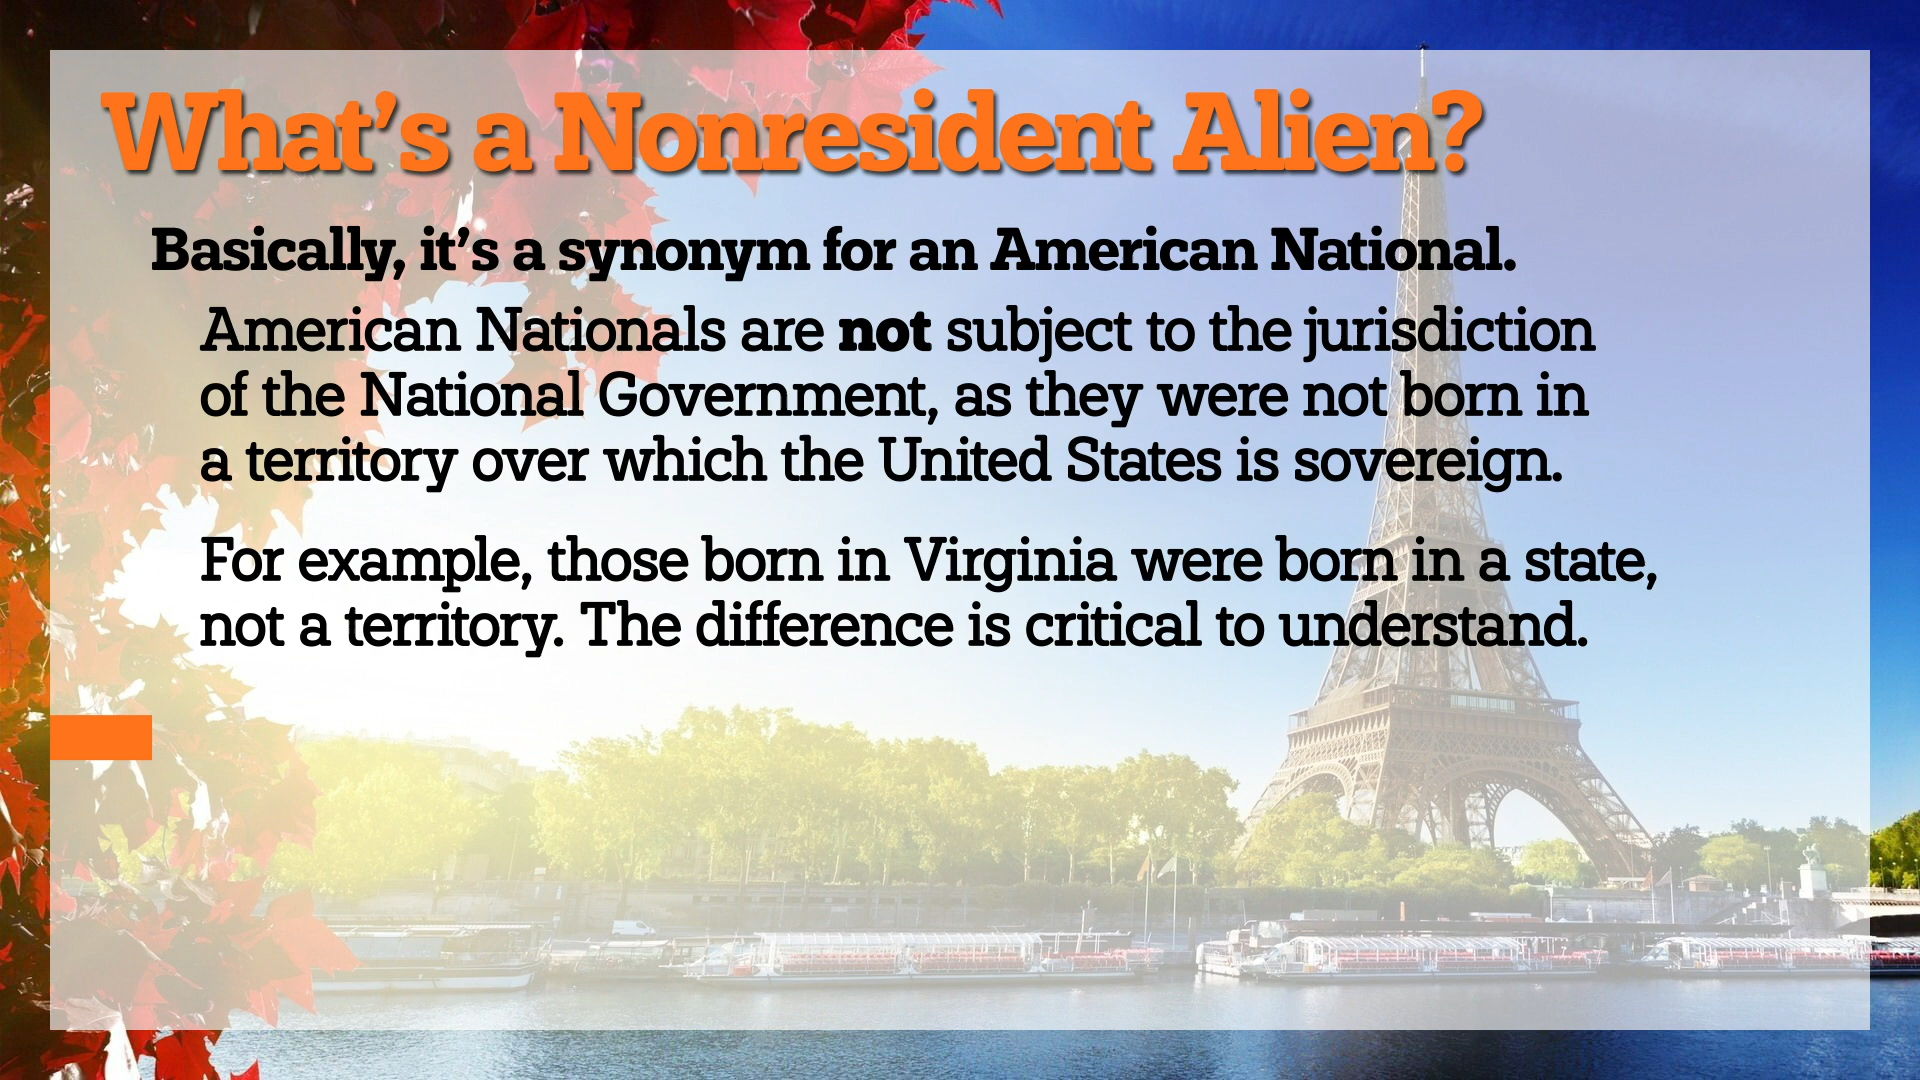 What’s a Nonresident Alien?
Basically, it’s a synonym for an American National.
American Nationals are not subject to the jurisdiction
of the National Government, as they were not born in
a territory over which the United States is sovereign.
For example, those born in Virginia were born in a state,
not a territory. The difference is critical to understand.